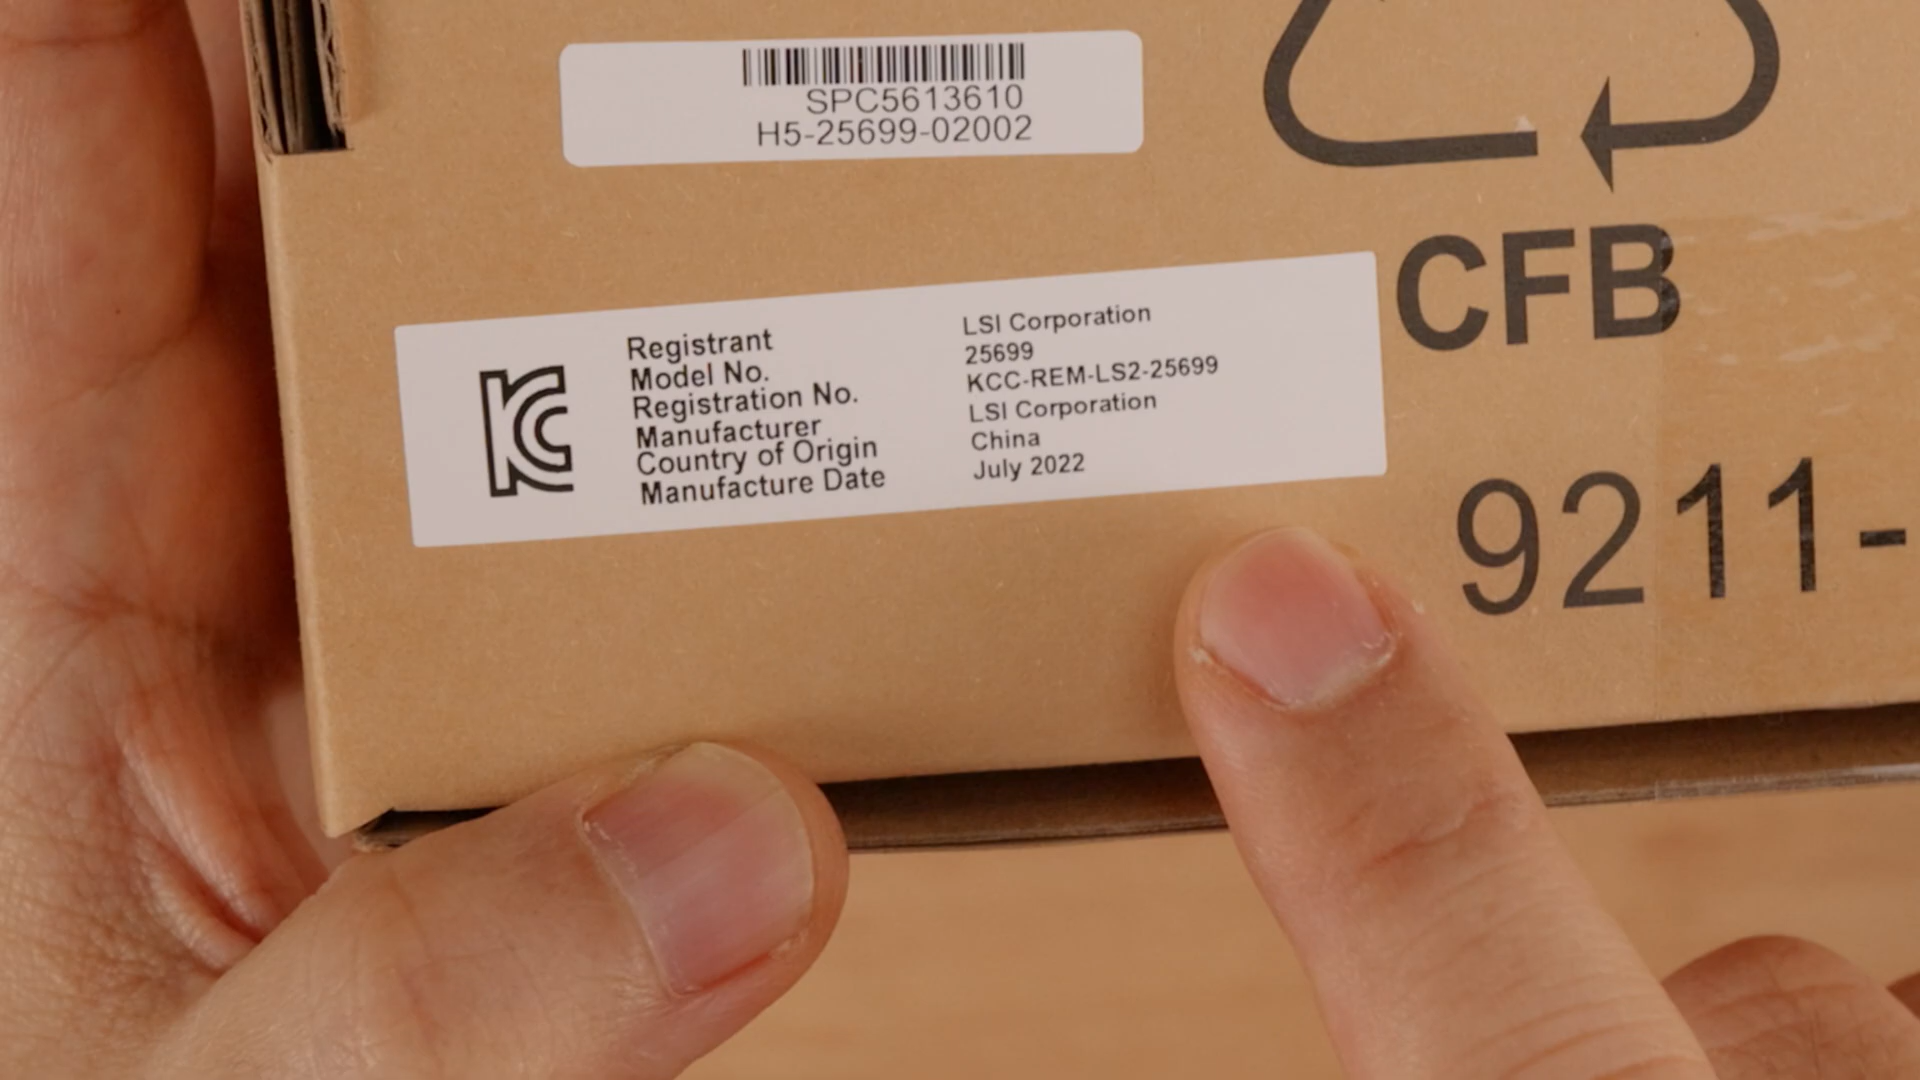 SPC5613610
H5-25699-02002
CFB
KC
Registrant LSI Corporation
Model No. 25699
Registration No. KCC-REM-LS2-25699
Manufacturer LSI Corporation
Country of Origin China
Manufacture Date July 2022
9211-